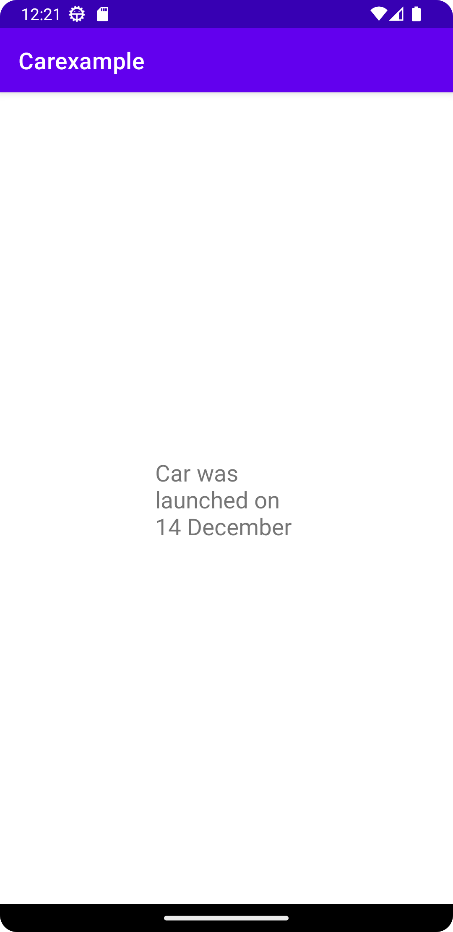 12:21
Carexample
Car was
launched on
14 December